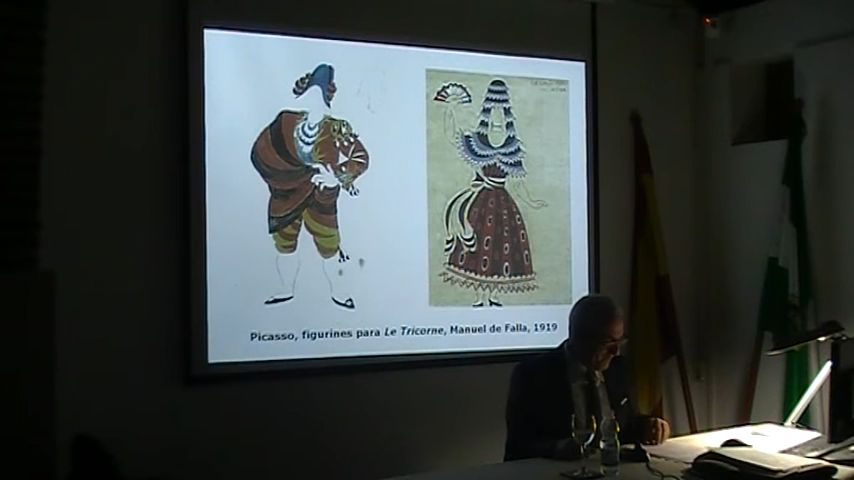 Picasso, figurines para Le Tricorne, Manuel de Falla, 1919